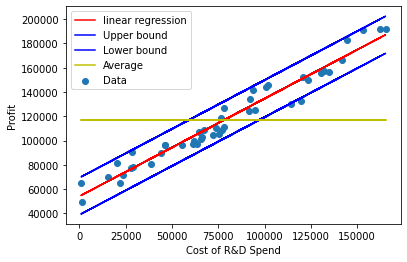 200000
180000
160000
140000
120000
100000
80000
60000
40000
Profit
linear regression
Upper bound
Lower bound
Average
Data
0 25000 50000 75000 100000 125000 150000
Cost of R&D Spend